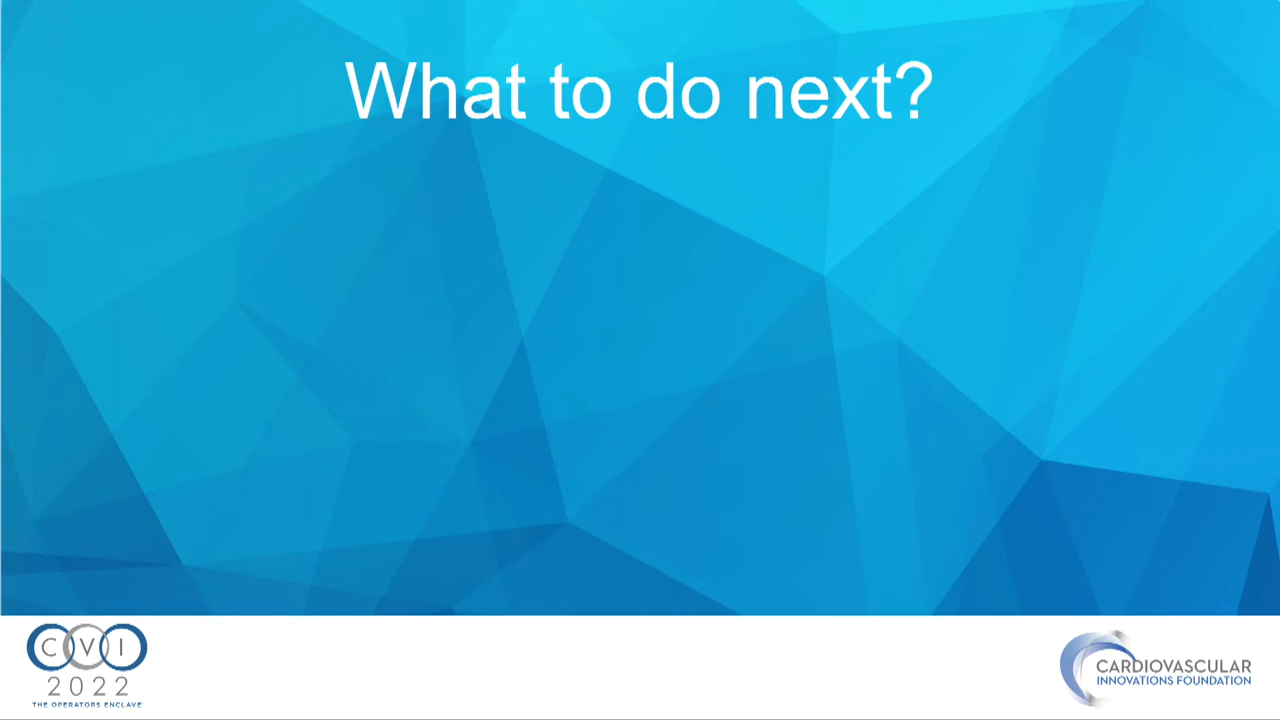 What to do next?
CVI
2022
THE OPERATORS ENCLAVE
CARDIOVASCULAR
INNOVATIONS FOUNDATION